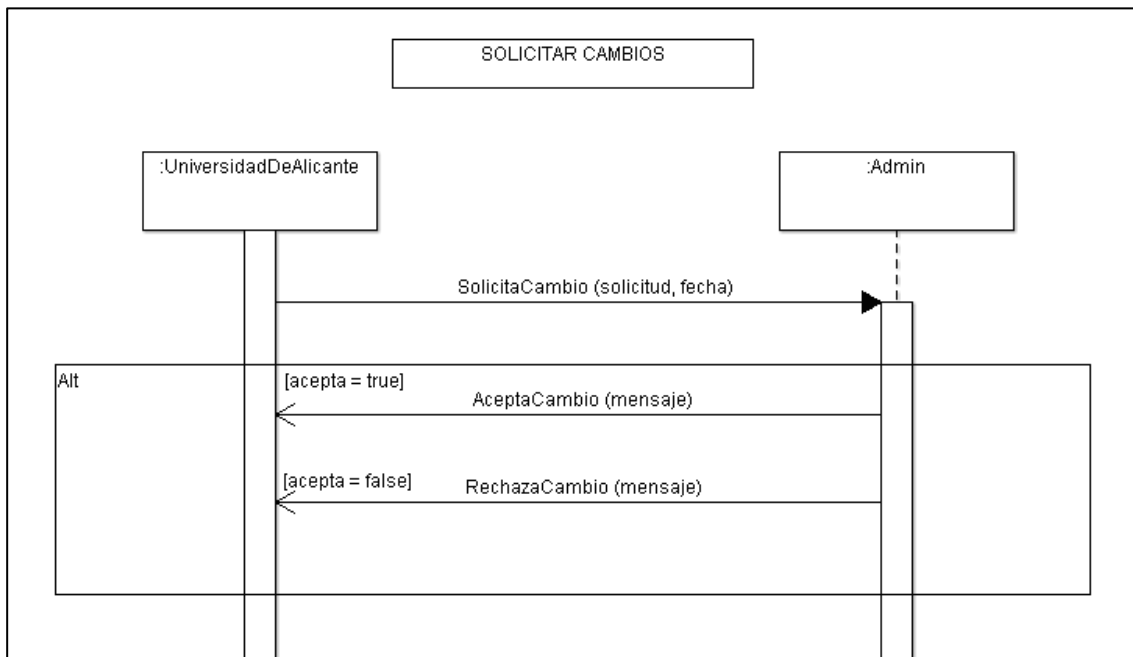 SOLICITAR CAMBIOS
:UniversidadDeAlicante
:Admin
SolicitaCambio (solicitud, fecha)
Alt
[acepta = true]
AceptaCambio (mensaje)
[acepta = false]
RechazaCambio (mensaje)